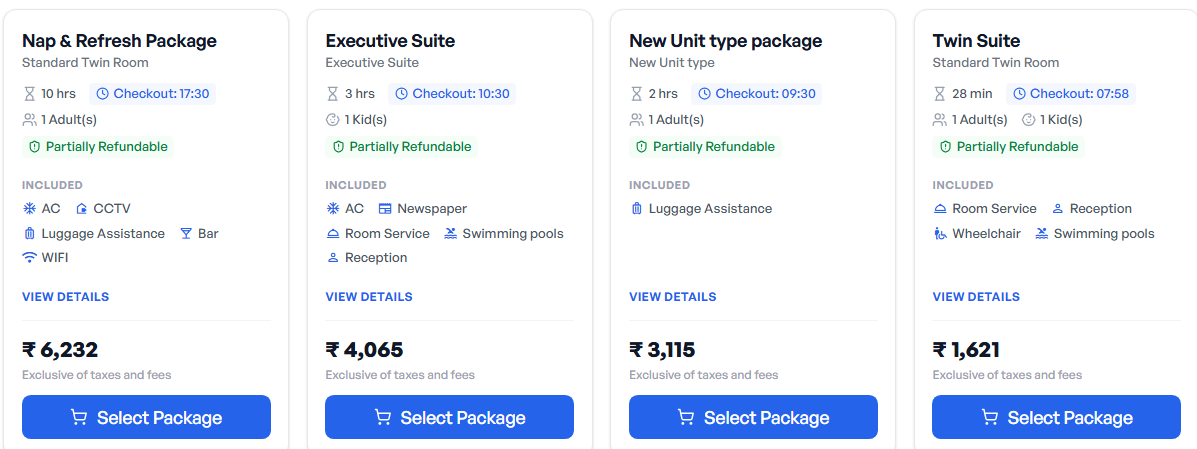 Nap & Refresh Package
Standard Twin Room
10 hrs Checkout: 17:30
1 Adult(s)
Partially Refundable
INCLUDED
AC CCTV
Luggage Assistance Bar
WIFI
VIEW DETAILS
₹ 6,232
Exclusive of taxes and fees
Select Package
Executive Suite
Executive Suite
3 hrs Checkout: 10:30
1 Kid(s)
Partially Refundable
INCLUDED
AC Newspaper
Room Service Swimming pools
Reception
VIEW DETAILS
₹ 4,065
Exclusive of taxes and fees
Select Package
New Unit type package
New Unit type
2 hrs Checkout: 09:30
1 Adult(s)
Partially Refundable
INCLUDED
Luggage Assistance
VIEW DETAILS
₹ 3,115
Exclusive of taxes and fees
Select Package
Twin Suite
Standard Twin Room
28 min Checkout: 07:58
1 Adult(s) 1 Kid(s)
Partially Refundable
INCLUDED
Room Service Reception
Wheelchair Swimming pools
VIEW DETAILS
₹ 1,621
Exclusive of taxes and fees
Select Package